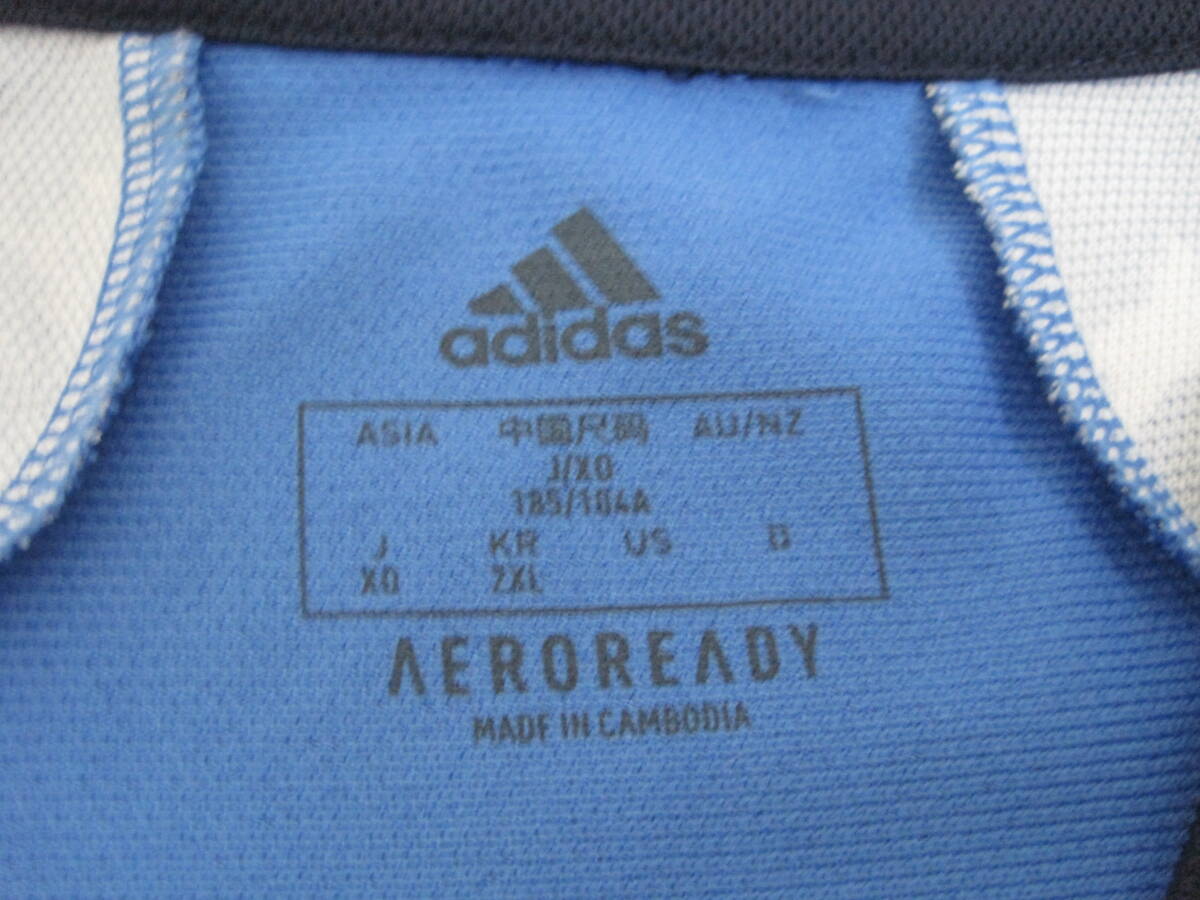 adidas
ASIA 中国尺码 AU/NZ
J/XO
185/104A
J KR US D
XO 2XL
AEROREADY
MADE IN CAMBODIA